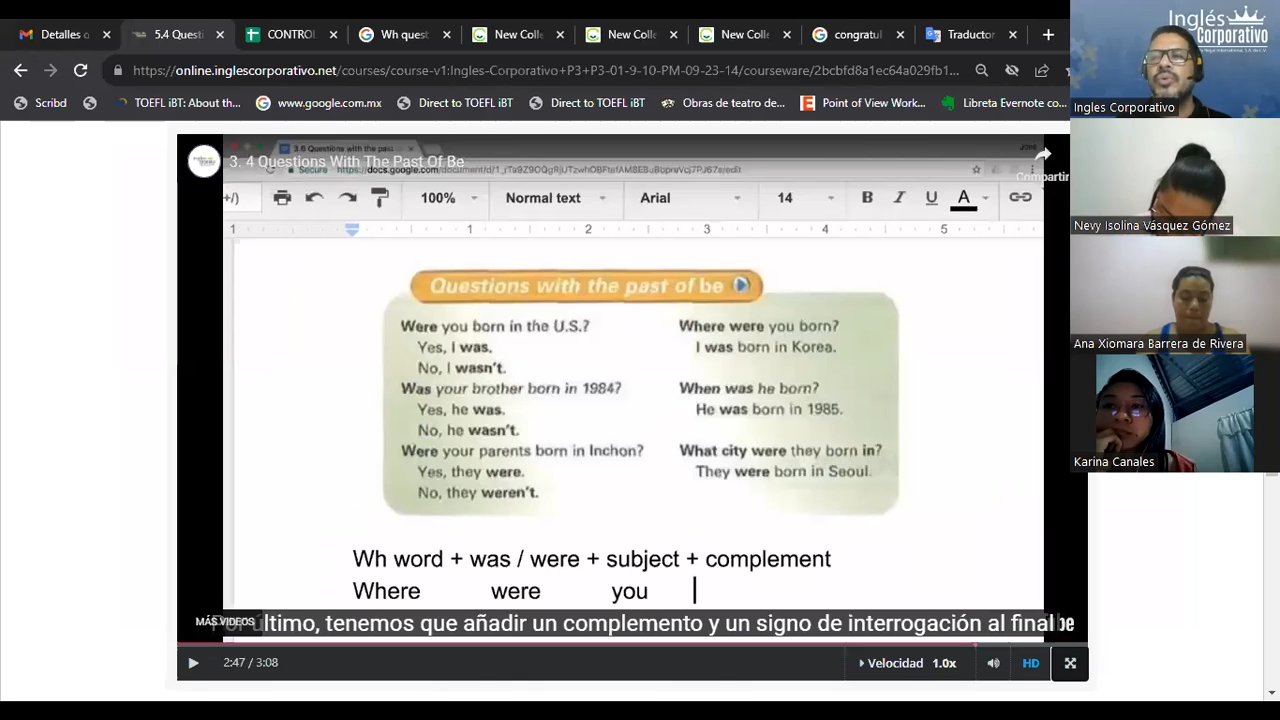 Detalles o
5.4 Questi
CONTROL
Wh quest
New Colle
New Colle
New Colle
congratul
Traductor
Inglés
Corporativo
https://online.inglescorporativo.net/courses/course-v1:Ingles-Corporativo+P3+P3-01-9-10-PM-09-23-14/courseware/2bcbfd8a1ec64a029fb1...
Scribd
TOEFL iBT: About th...
www.google.com.mx
Direct to TOEFL iBT
Direct to TOEFL iBT
Obras de teatro de...
Point of View Work...
Libreta Evernote co...
Ingles Corporativo
3. 4 Questions With The Past Of Be
Compartir
100%
Normal text
Arial
14
B I U A
1 1 2 3 4 5
Nevy Isolina Vásquez Gómez
Questions with the past of be
Were you born in the U.S.?
Yes, I was.
No, I wasn't.
Was your brother born in 1984?
Yes, he was.
No, he wasn't.
Were your parents born in Inchon?
Yes, they were.
No, they weren't.
Where were you born?
I was born in Korea.
When was he born?
He was born in 1985.
What city were they born in?
They were born in Seoul.
Ana Xiomara Barrera de Rivera
Karina Canales
Wh word + was / were + subject + complement
Where were you
MÁS VIDEOS
ltimo, tenemos que añadir un complemento y un signo de interrogación al final
2:47 / 3:08
Velocidad 1.0x
HD